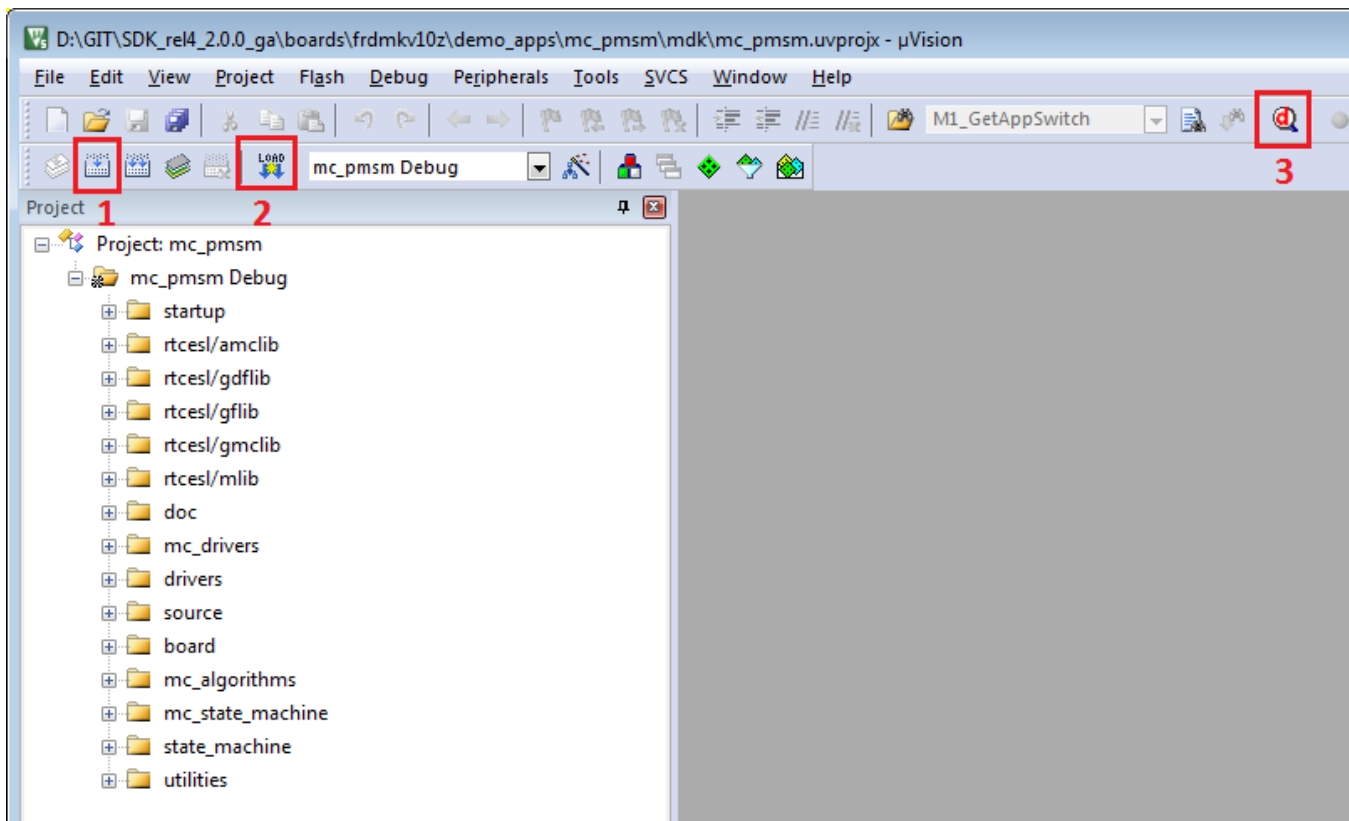 D:\GIT\SDK_rel4_2.0.0_ga\boards\frdmkv10z\demo_apps\mc_pmsm\mdk\mc_pmsm.uvprojx - µVision
File Edit View Project Flash Debug Peripherals Tools SVCS Window Help
M1_GetAppSwitch
LOAD mc_pmsm Debug
Project 1 2 3
Project: mc_pmsm
mc_pmsm Debug
startup
rtcesl/amclib
rtcesl/gdflib
rtcesl/gflib
rtcesl/gmclib
rtcesl/mlib
doc
mc_drivers
drivers
source
board
mc_algorithms
mc_state_machine
state_machine
utilities